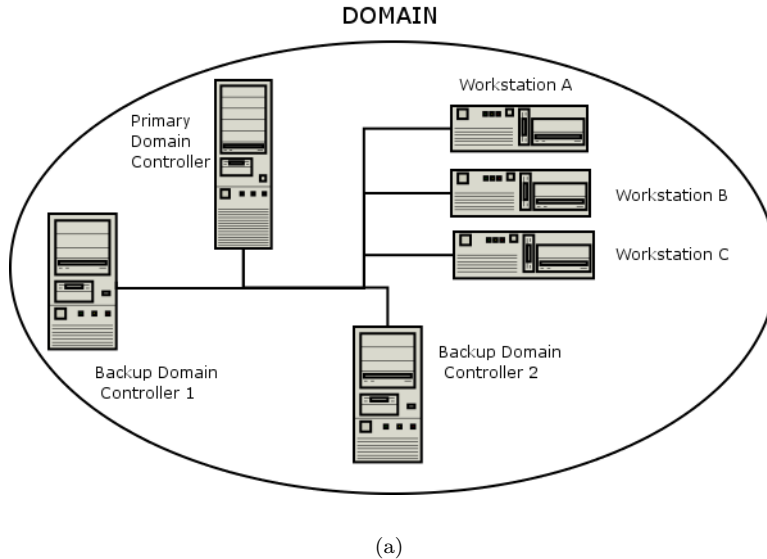 DOMAIN
Workstation A
Primary
Domain
Controller
Workstation B
Workstation C
Backup Domain
Controller 2
Backup Domain
Controller 1
(a)